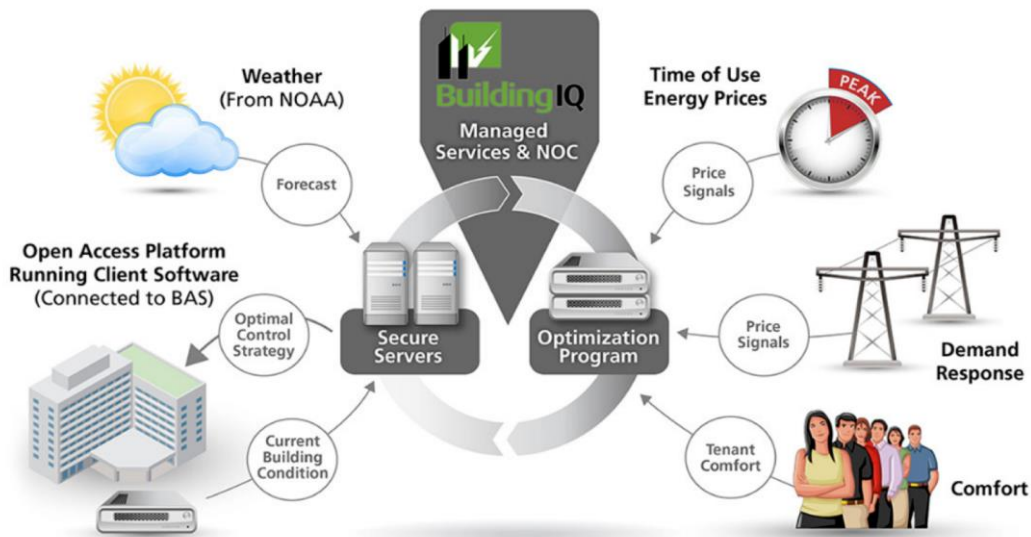 Weather
(From NOAA)
BuildingIQ
Managed
Services & NOC
Time of Use
Energy Prices
PEAK
Forecast
Price
Signals
Open Access Platform
Running Client Software
(Connected to BAS)
Optimal
Control
Strategy
Secure
Servers
Optimization
Program
Price
Signals
Demand
Response
Current
Building
Condition
Tenant
Comfort
Comfort